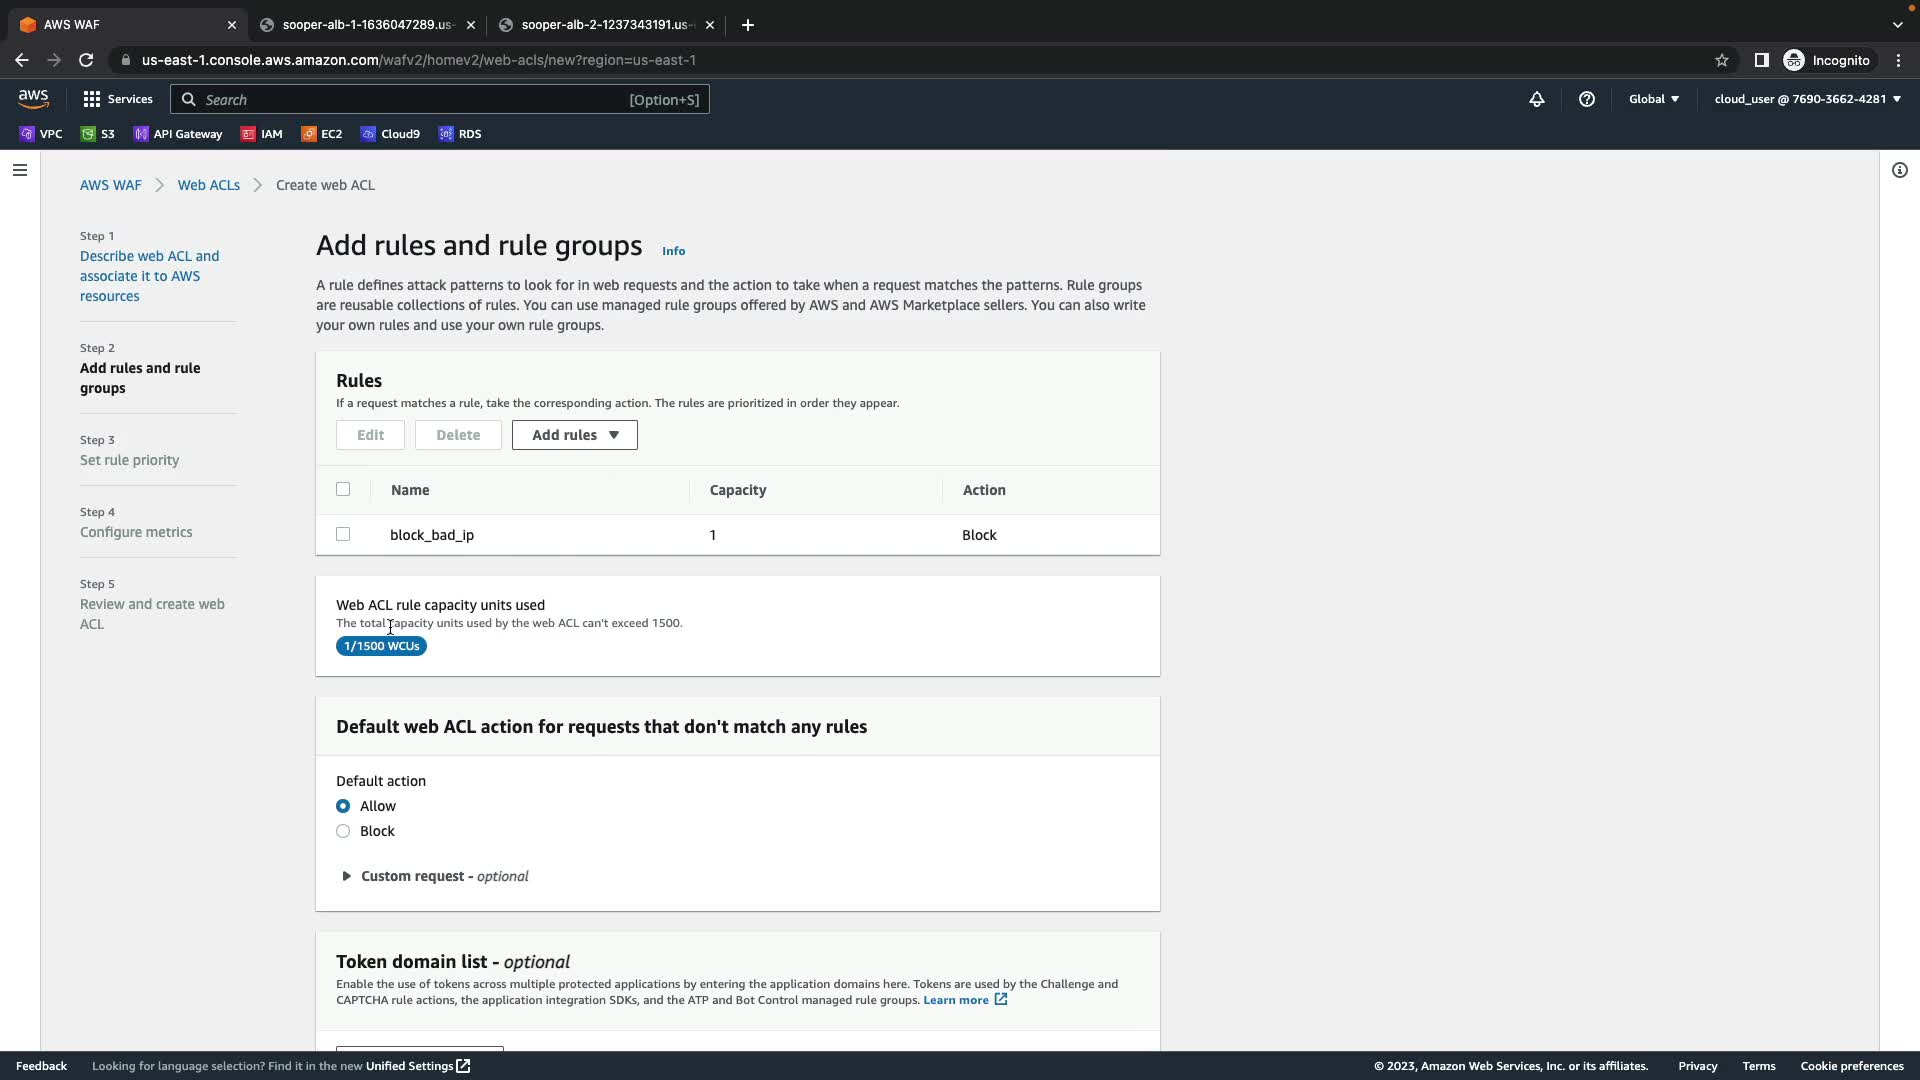 AWS WAF
sooper-alb-1-1636047289.us-
sooper-alb-2-1237343191.us-
us-east-1.console.aws.amazon.com/wafv2/homev2/web-acls/new?region=us-east-1
Incognito
aws
Services
Search
[Option+S]
Global
cloud_user @ 7690-3662-4281
VPC
S3
API Gateway
IAM
EC2
Cloud9
RDS
AWS WAF
Web ACLs
Create web ACL
Step 1
Describe web ACL and
associate it to AWS
resources
Step 2
Add rules and rule
groups
Step 3
Set rule priority
Step 4
Configure metrics
Step 5
Review and create web
ACL
Add rules and rule groups
Info
A rule defines attack patterns to look for in web requests and the action to take when a request matches the patterns. Rule groups
are reusable collections of rules. You can use managed rule groups offered by AWS and AWS Marketplace sellers. You can also write
your own rules and use your own rule groups.
Rules
If a request matches a rule, take the corresponding action. The rules are prioritized in order they appear.
Edit
Delete
Add rules
Name
Capacity
Action
block_bad_ip
1
Block
Web ACL rule capacity units used
The total capacity units used by the web ACL can't exceed 1500.
1/1500 WCUs
Default web ACL action for requests that don't match any rules
Default action
Allow
Block
Custom request - optional
Token domain list - optional
Enable the use of tokens across multiple protected applications by entering the application domains here. Tokens are used by the Challenge and
CAPTCHA rule actions, the application integration SDKs, and the ATP and Bot Control managed rule groups. Learn more
Feedback
Looking for language selection? Find it in the new Unified Settings
© 2023, Amazon Web Services, Inc. or its affiliates.
Privacy
Terms
Cookie preferences